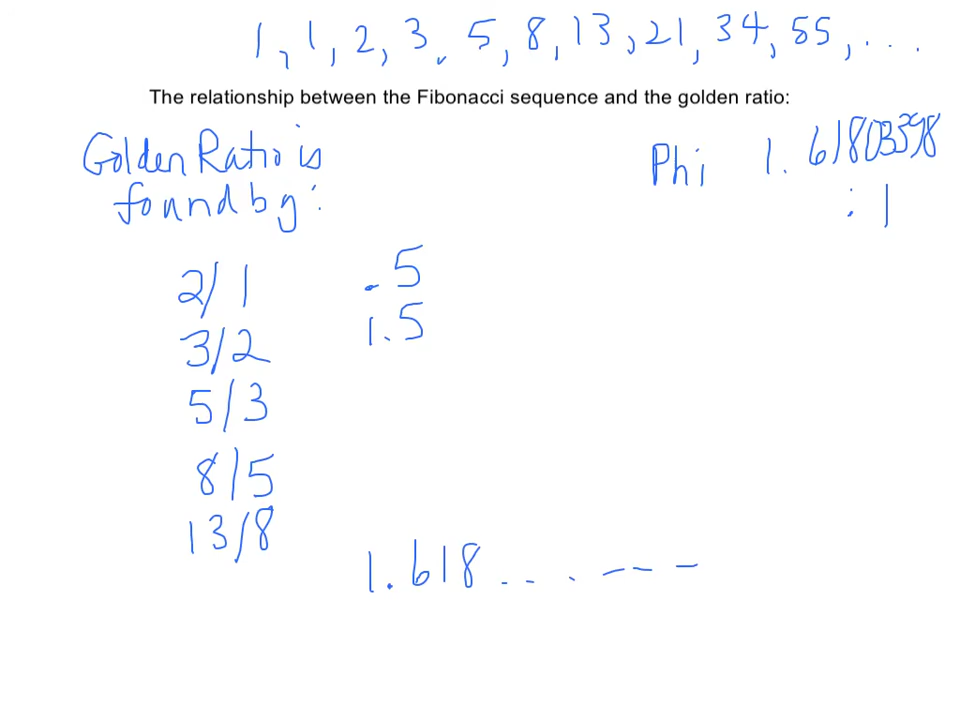 1, 1, 2, 3, 5, 8, 13, 21, 34, 55, ...
The relationship between the Fibonacci sequence and the golden ratio:
Golden Ratio is
found by:
Phi 1.61803398
: 1
2/1 .5
3/2 1.5
5/3
8/5
13/8
1.618... ---